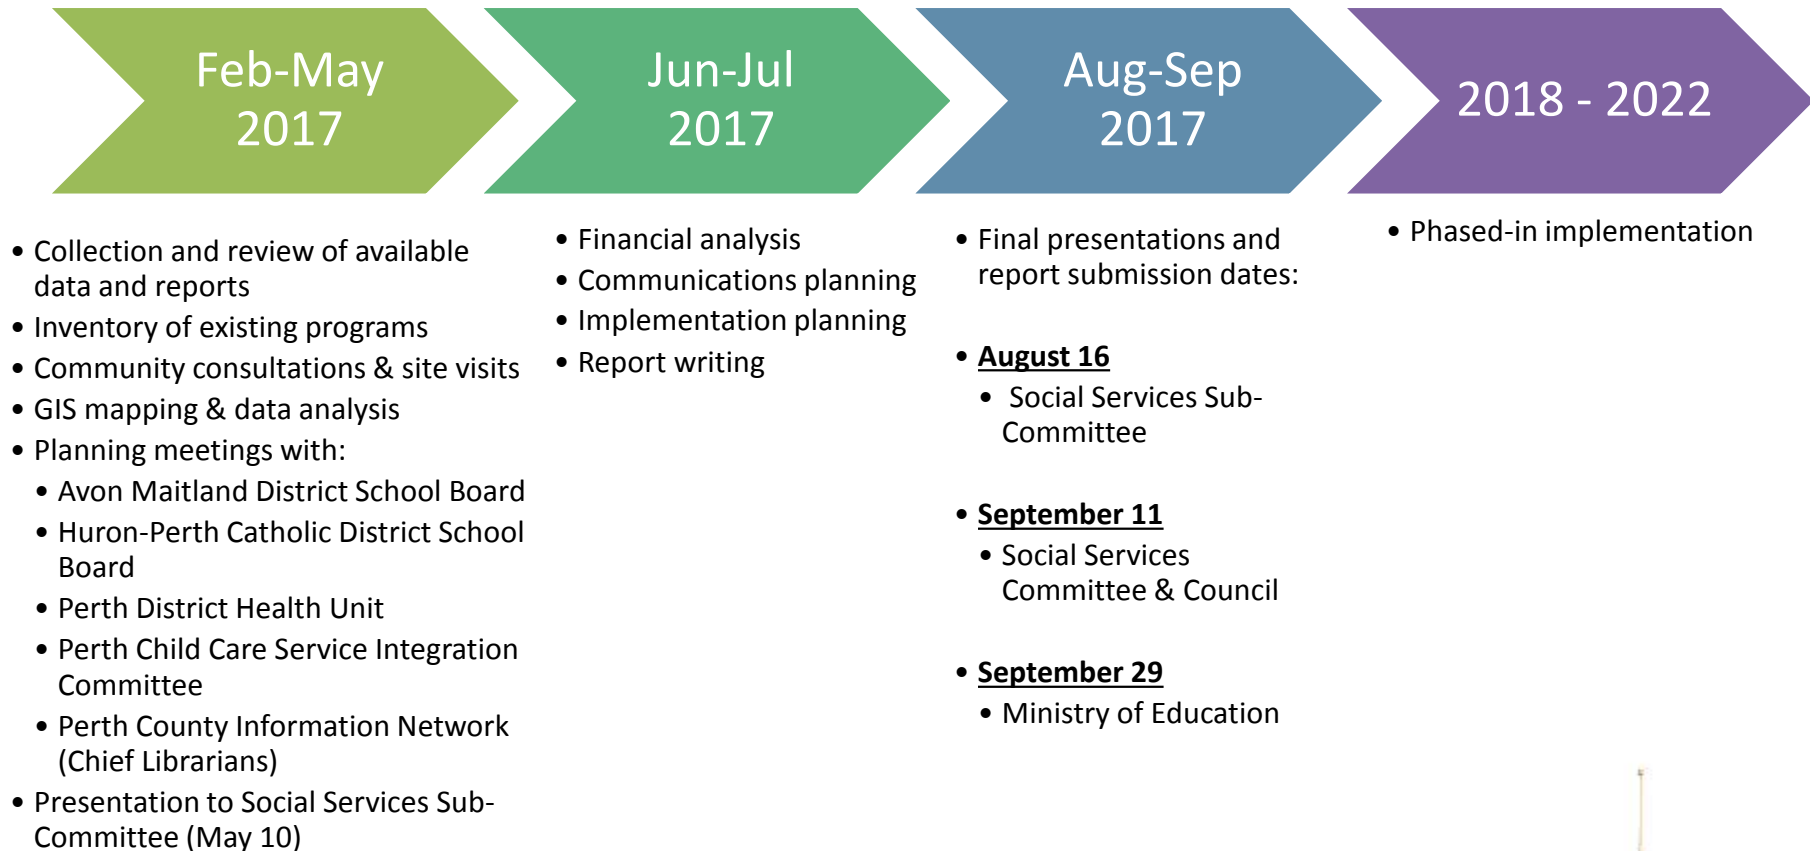 Feb-May
2017
Jun-Jul
2017
Aug-Sep
2017
2018 - 2022
• Collection and review of available
data and reports
• Inventory of existing programs
• Community consultations & site visits
• GIS mapping & data analysis
• Planning meetings with:
• Avon Maitland District School Board
• Huron-Perth Catholic District School
Board
• Perth District Health Unit
• Perth Child Care Service Integration
Committee
• Perth County Information Network
(Chief Librarians)
• Presentation to Social Services Sub-
Committee (May 10)
• Financial analysis
• Communications planning
• Implementation planning
• Report writing
• Final presentations and
report submission dates:
• August 16
• Social Services Sub-
Committee
• September 11
• Social Services
Committee & Council
• September 29
• Ministry of Education
• Phased-in implementation